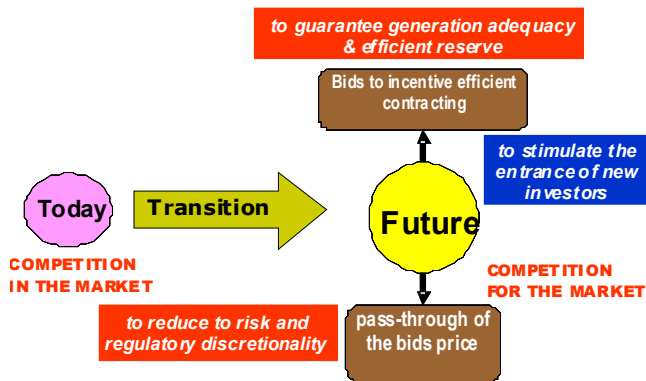 to guarantee generation adequacy
& efficient reserve
Bids to incentive efficient
contracting
to stimulate the
entrance of new
investors
Today
Transition
Future
COMPETITION
IN THE MARKET
COMPETITION
FOR THE MARKET
to reduce to risk and
regulatory discretionality
pass-through of
the bids price